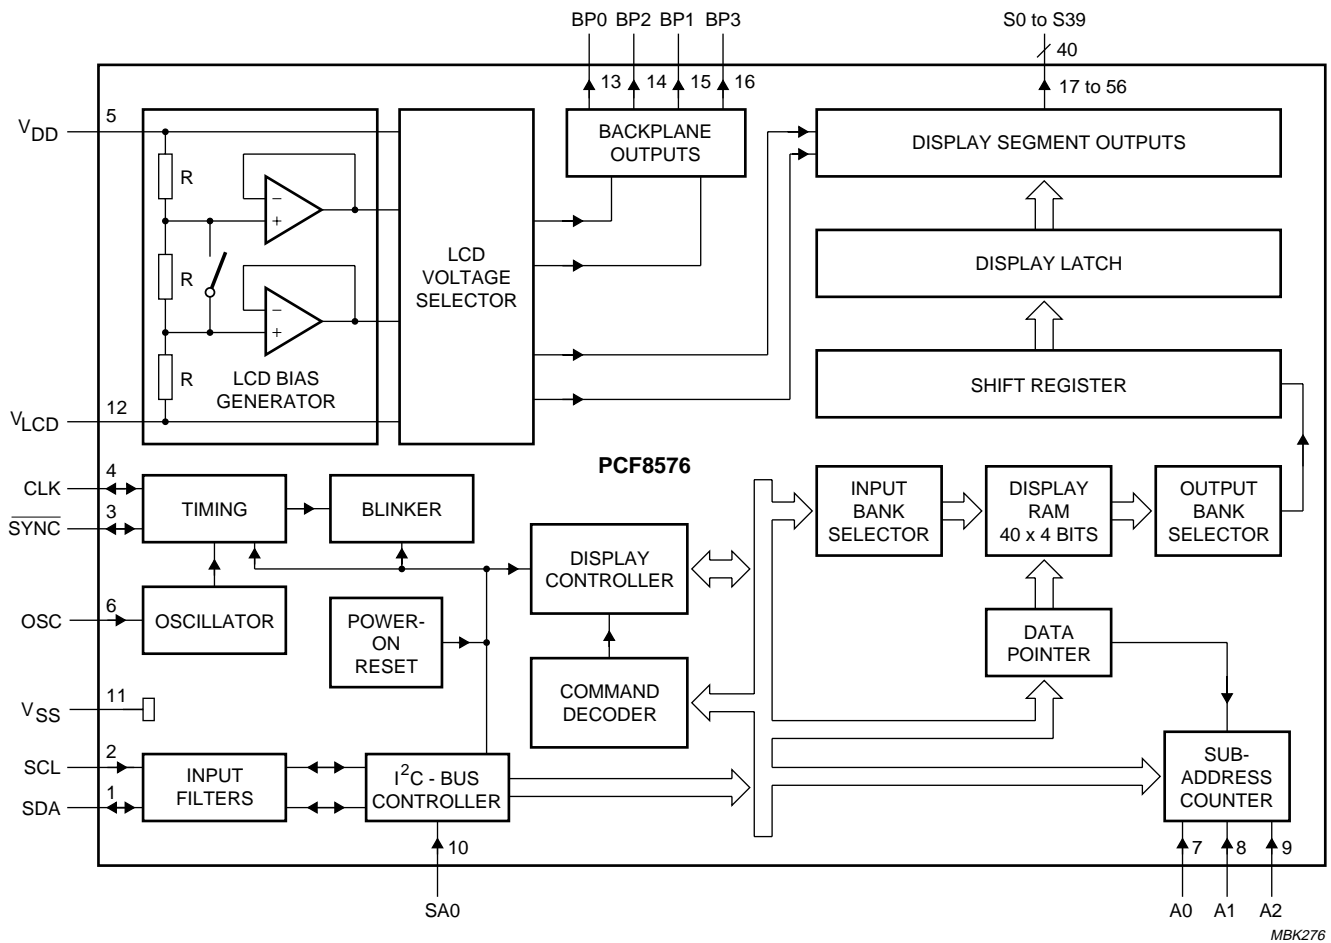 BP0 BP2 BP1 BP3
S0 to S39
40
13 14 15 16
17 to 56
5
VDD
BACKPLANE
OUTPUTS
DISPLAY SEGMENT OUTPUTS
R
−
+
LCD
VOLTAGE
SELECTOR
DISPLAY LATCH
R
−
+
R
LCD BIAS
GENERATOR
SHIFT REGISTER
12
VLCD
PCF8576
4
CLK
3
SYNC
TIMING
BLINKER
INPUT
BANK
SELECTOR
DISPLAY
RAM
40 x 4 BITS
OUTPUT
BANK
SELECTOR
DISPLAY
CONTROLLER
6
OSC
OSCILLATOR
POWER-
ON
RESET
DATA
POINTER
11
VSS
COMMAND
DECODER
2
SCL
1
SDA
INPUT
FILTERS
I2C - BUS
CONTROLLER
SUB-
ADDRESS
COUNTER
10
7 8 9
SA0
A0 A1 A2
MBK276